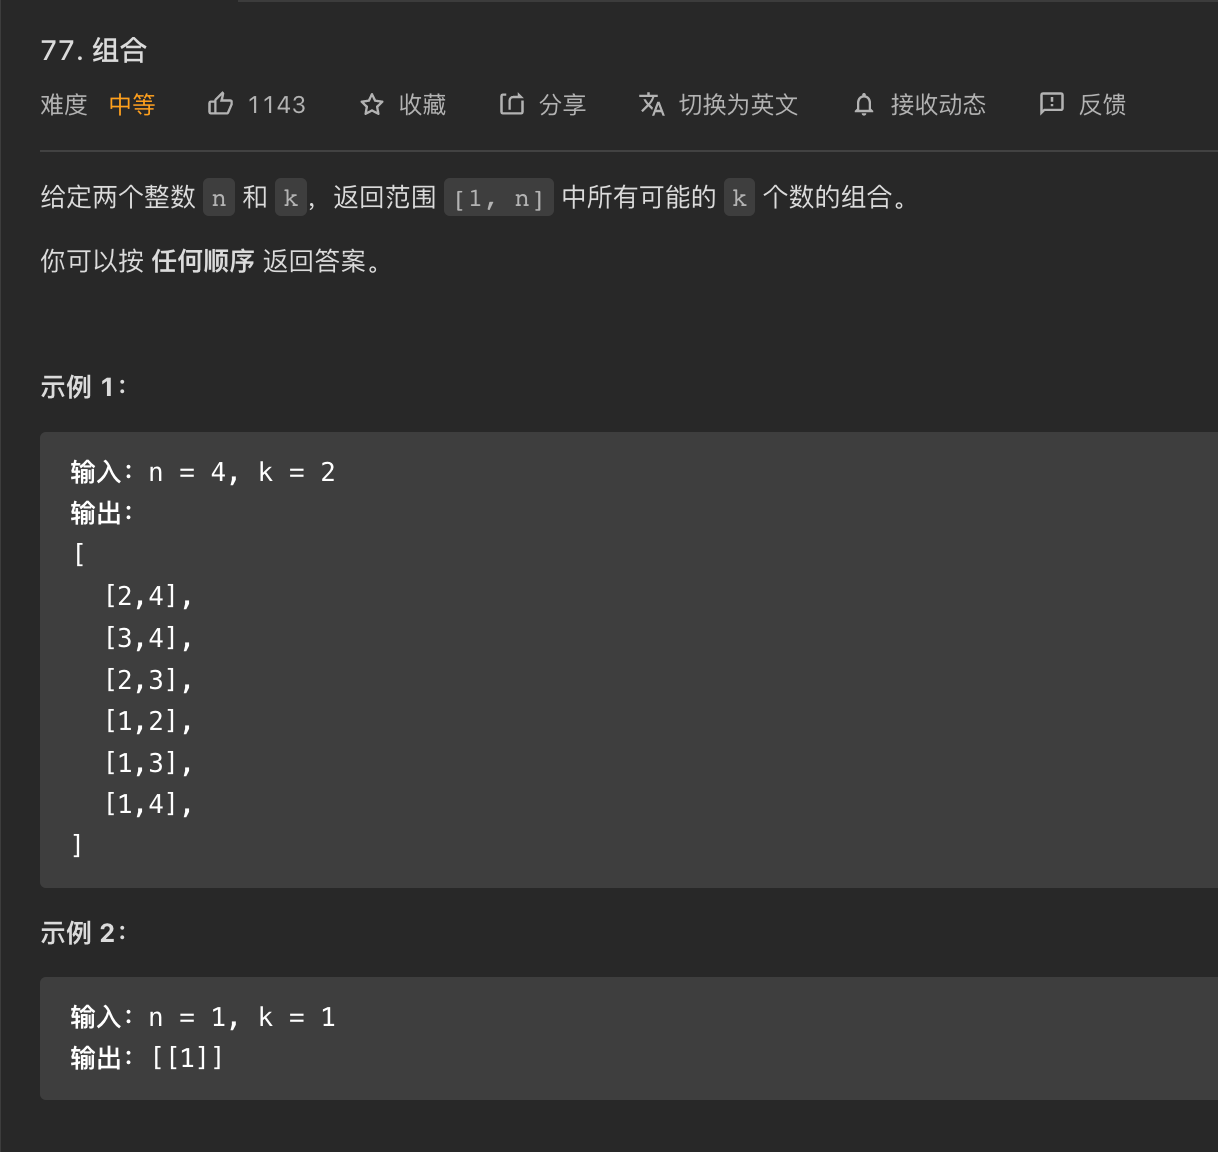 77. 组合
难度 中等 1143 收藏 分享 切换为英文 接收动态 反馈
给定两个整数 n 和 k，返回范围 [1, n] 中所有可能的 k 个数的组合。
你可以按 任何顺序 返回答案。
示例 1：
输入：n = 4, k = 2
输出：
[
  [2,4],
  [3,4],
  [2,3],
  [1,2],
  [1,3],
  [1,4],
]
示例 2：
输入：n = 1, k = 1
输出：[[1]]